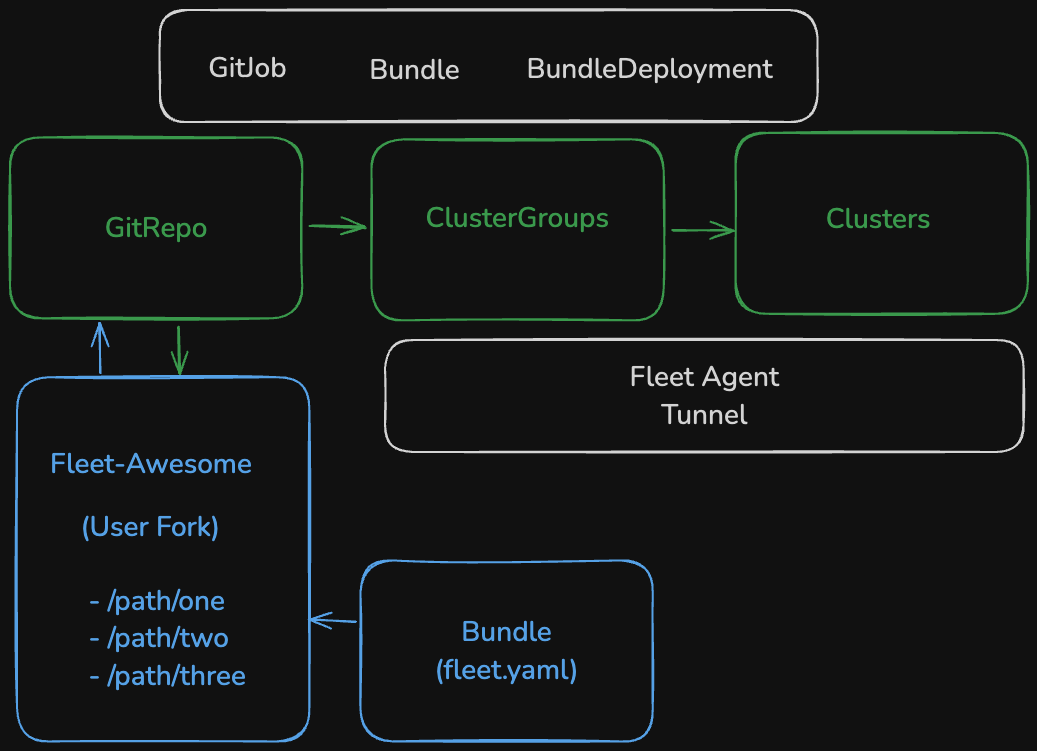 GitJob
Bundle
BundleDeployment
GitRepo
ClusterGroups
Clusters
Fleet Agent
Tunnel
Fleet-Awesome
(User Fork)
- /path/one
- /path/two
- /path/three
Bundle
(fleet.yaml)